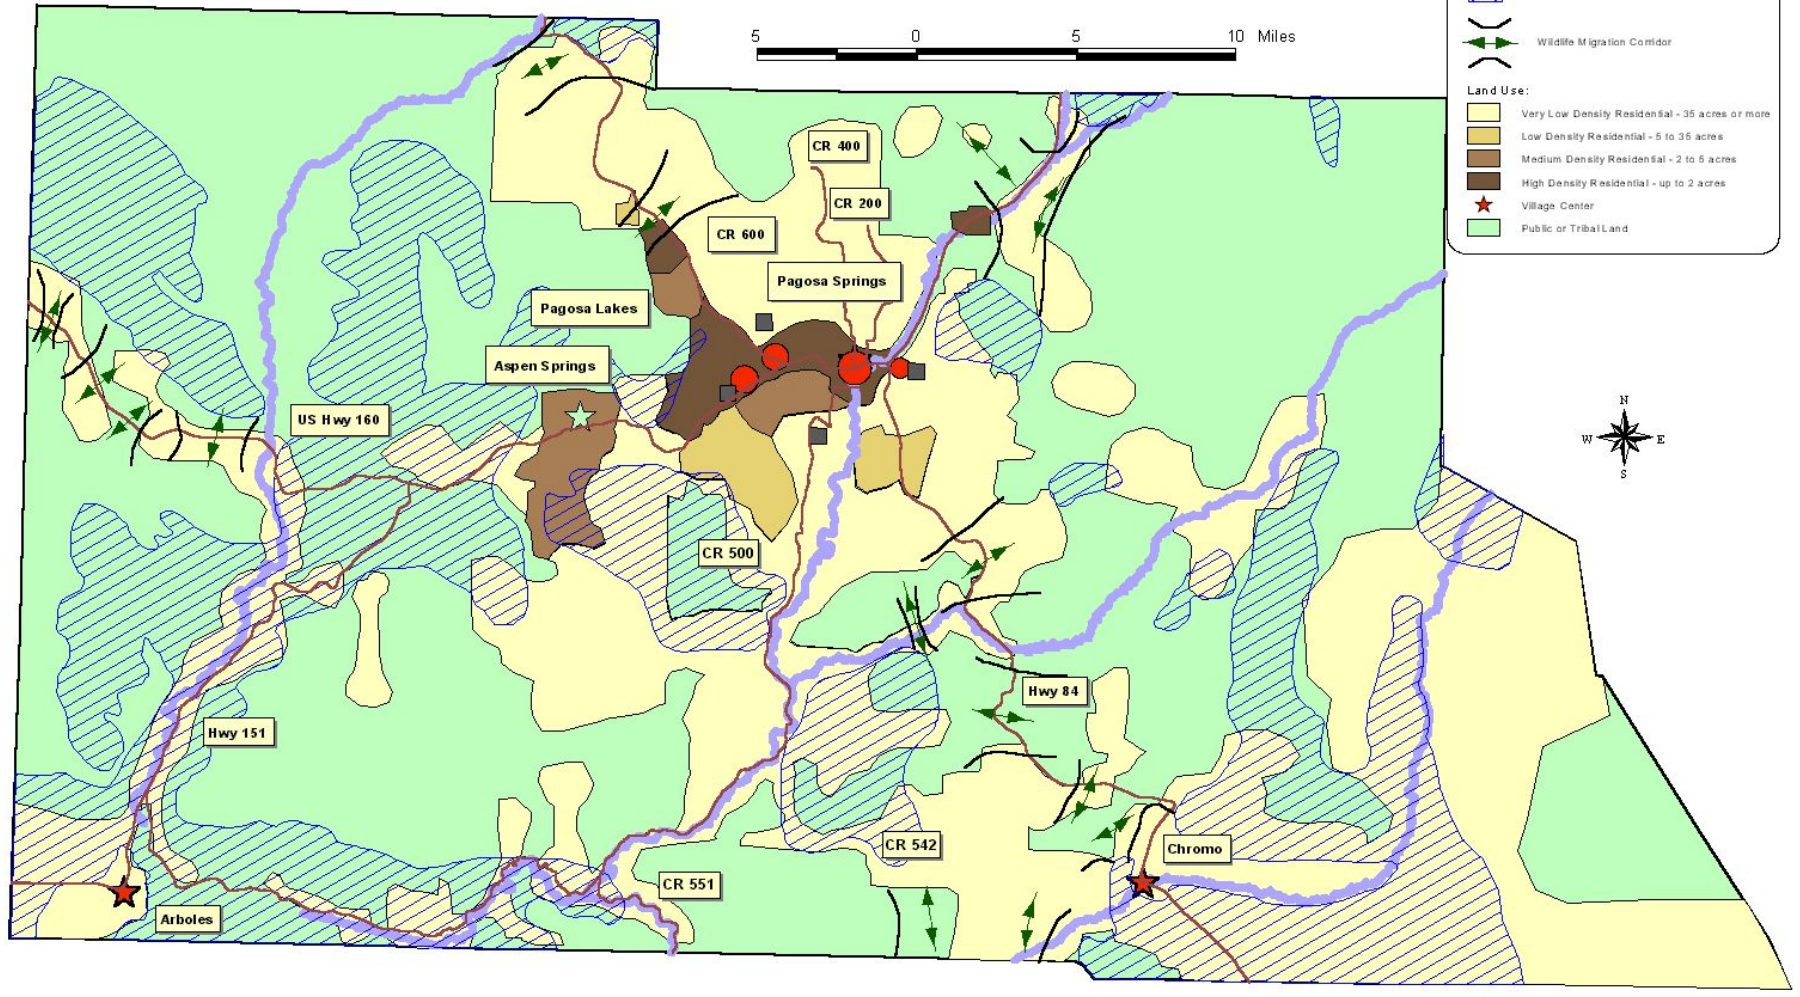 5 0 5 10 Miles
Wildlife Migration Corridor
Land Use:
Very Low Density Residential - 35 acres or more
Low Density Residential - 5 to 35 acres
Medium Density Residential - 2 to 5 acres
High Density Residential - up to 2 acres
Village Center
Public or Tribal Land
CR 400
CR 200
CR 600
Pagosa Springs
Pagosa Lakes
Aspen Springs
US Hwy 160
N
W E
S
CR 500
Hwy 84
Hwy 151
CR 542
Chromo
CR 551
Arboles